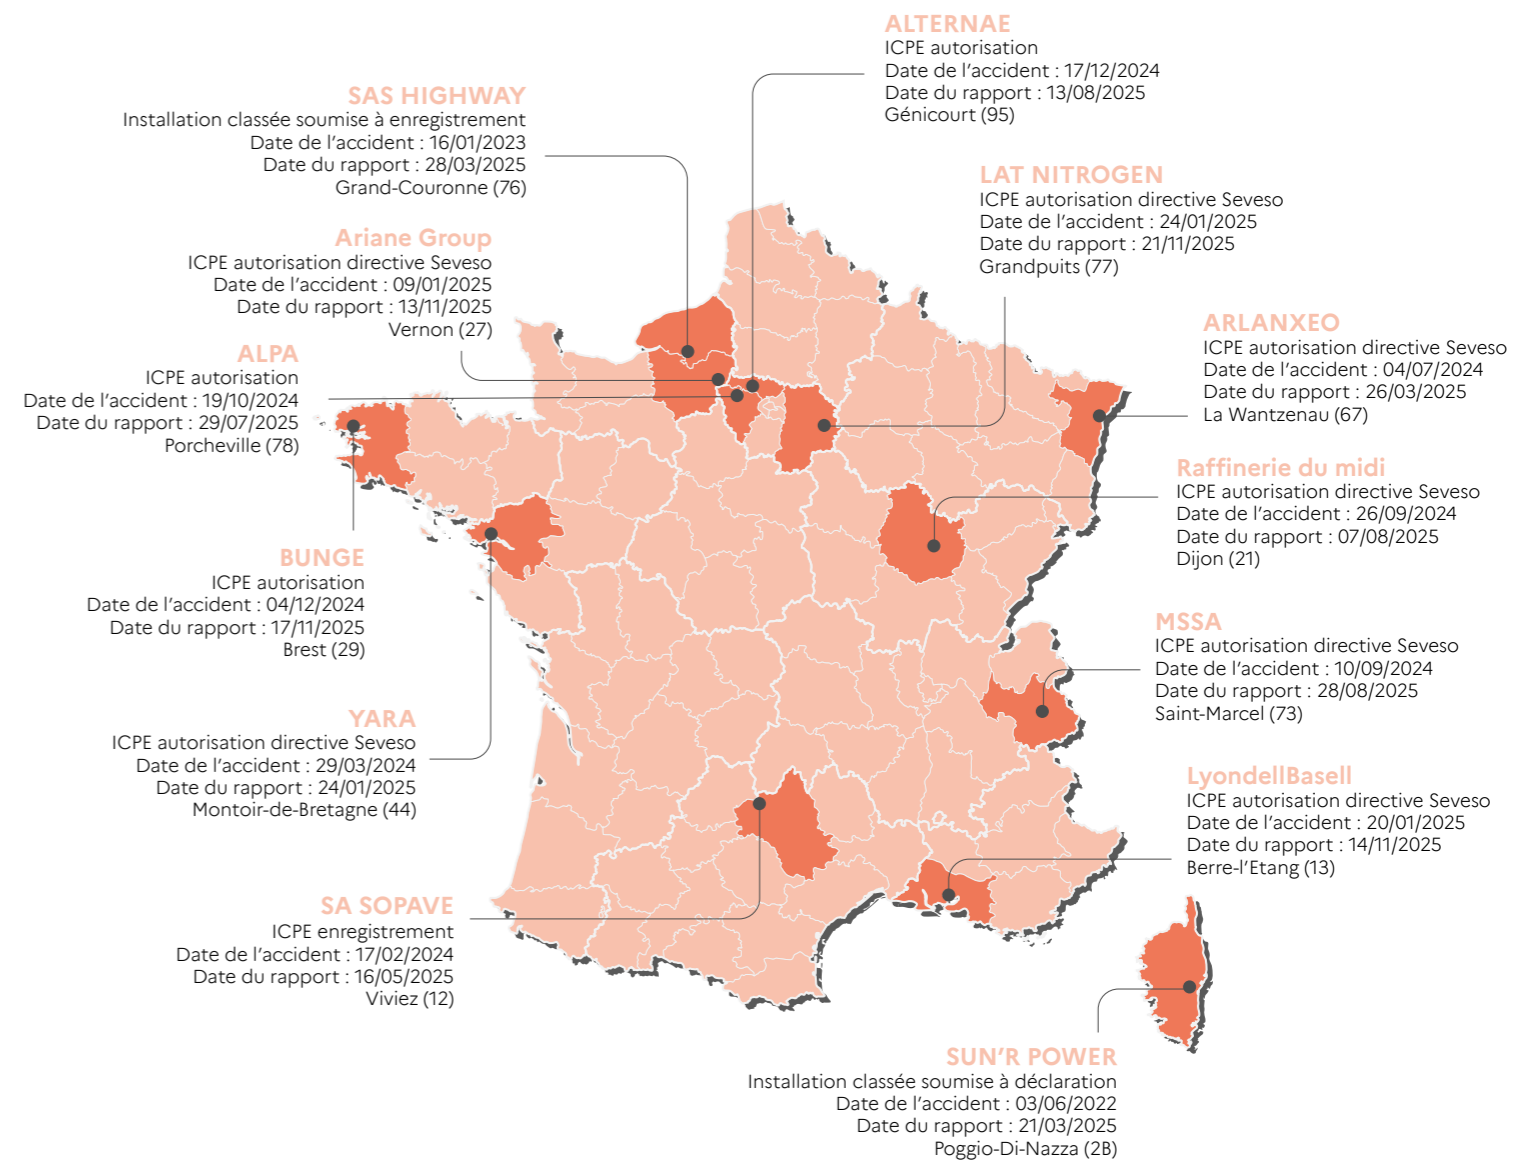 ALTERNAE
ICPE autorisation
Date de l'accident : 17/12/2024
Date du rapport : 13/08/2025
Génicourt (95)
SAS HIGHWAY
Installation classée soumise à enregistrement
Date de l'accident : 16/01/2023
Date du rapport : 28/03/2025
Grand-Couronne (76)
LAT NITROGEN
ICPE autorisation directive Seveso
Date de l'accident : 24/01/2025
Date du rapport : 21/11/2025
Grandpuits (77)
Ariane Group
ICPE autorisation directive Seveso
Date de l'accident : 09/01/2025
Date du rapport : 13/11/2025
Vernon (27)
ARLANXEO
ICPE autorisation directive Seveso
Date de l'accident : 04/07/2024
Date du rapport : 26/03/2025
La Wantzenau (67)
ALPA
ICPE autorisation
Date de l'accident : 19/10/2024
Date du rapport : 29/07/2025
Porcheville (78)
Raffinerie du midi
ICPE autorisation directive Seveso
Date de l'accident : 26/09/2024
Date du rapport : 07/08/2025
Dijon (21)
BUNGE
ICPE autorisation
Date de l'accident : 04/12/2024
Date du rapport : 17/11/2025
Brest (29)
MSSA
ICPE autorisation directive Seveso
Date de l'accident : 10/09/2024
Date du rapport : 28/08/2025
Saint-Marcel (73)
YARA
ICPE autorisation directive Seveso
Date de l'accident : 29/03/2024
Date du rapport : 24/01/2025
Montoir-de-Bretagne (44)
LyondellBasell
ICPE autorisation directive Seveso
Date de l'accident : 20/01/2025
Date du rapport : 14/11/2025
Berre-l'Etang (13)
SA SOPAVE
ICPE enregistrement
Date de l'accident : 17/02/2024
Date du rapport : 16/05/2025
Viviez (12)
SUN'R POWER
Installation classée soumise à déclaration
Date de l'accident : 03/06/2022
Date du rapport : 21/03/2025
Poggio-Di-Nazza (2B)